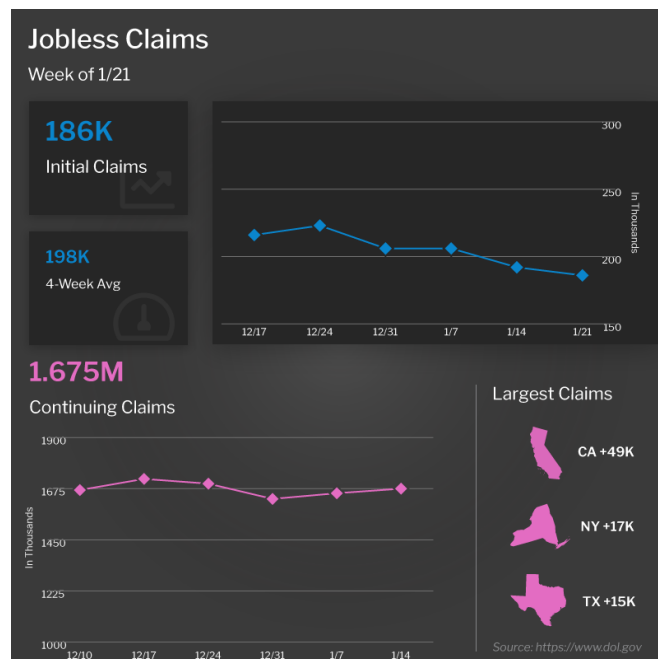 Jobless Claims
Week of 1/21
186K
Initial Claims
198K
4-Week Avg
300
250
200
150
In Thousands
12/17 12/24 12/31 1/7 1/14 1/21
1.675M
Continuing Claims
1900
1675
1450
1225
1000
In Thousands
12/10 12/17 12/24 12/31 1/7 1/14
Largest Claims
CA +49K
NY +17K
TX +15K
Source: https://www.dol.gov